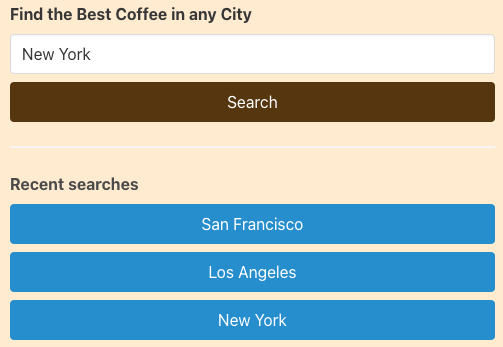 Find the Best Coffee in any City
New York
Search
Recent searches
San Francisco
Los Angeles
New York